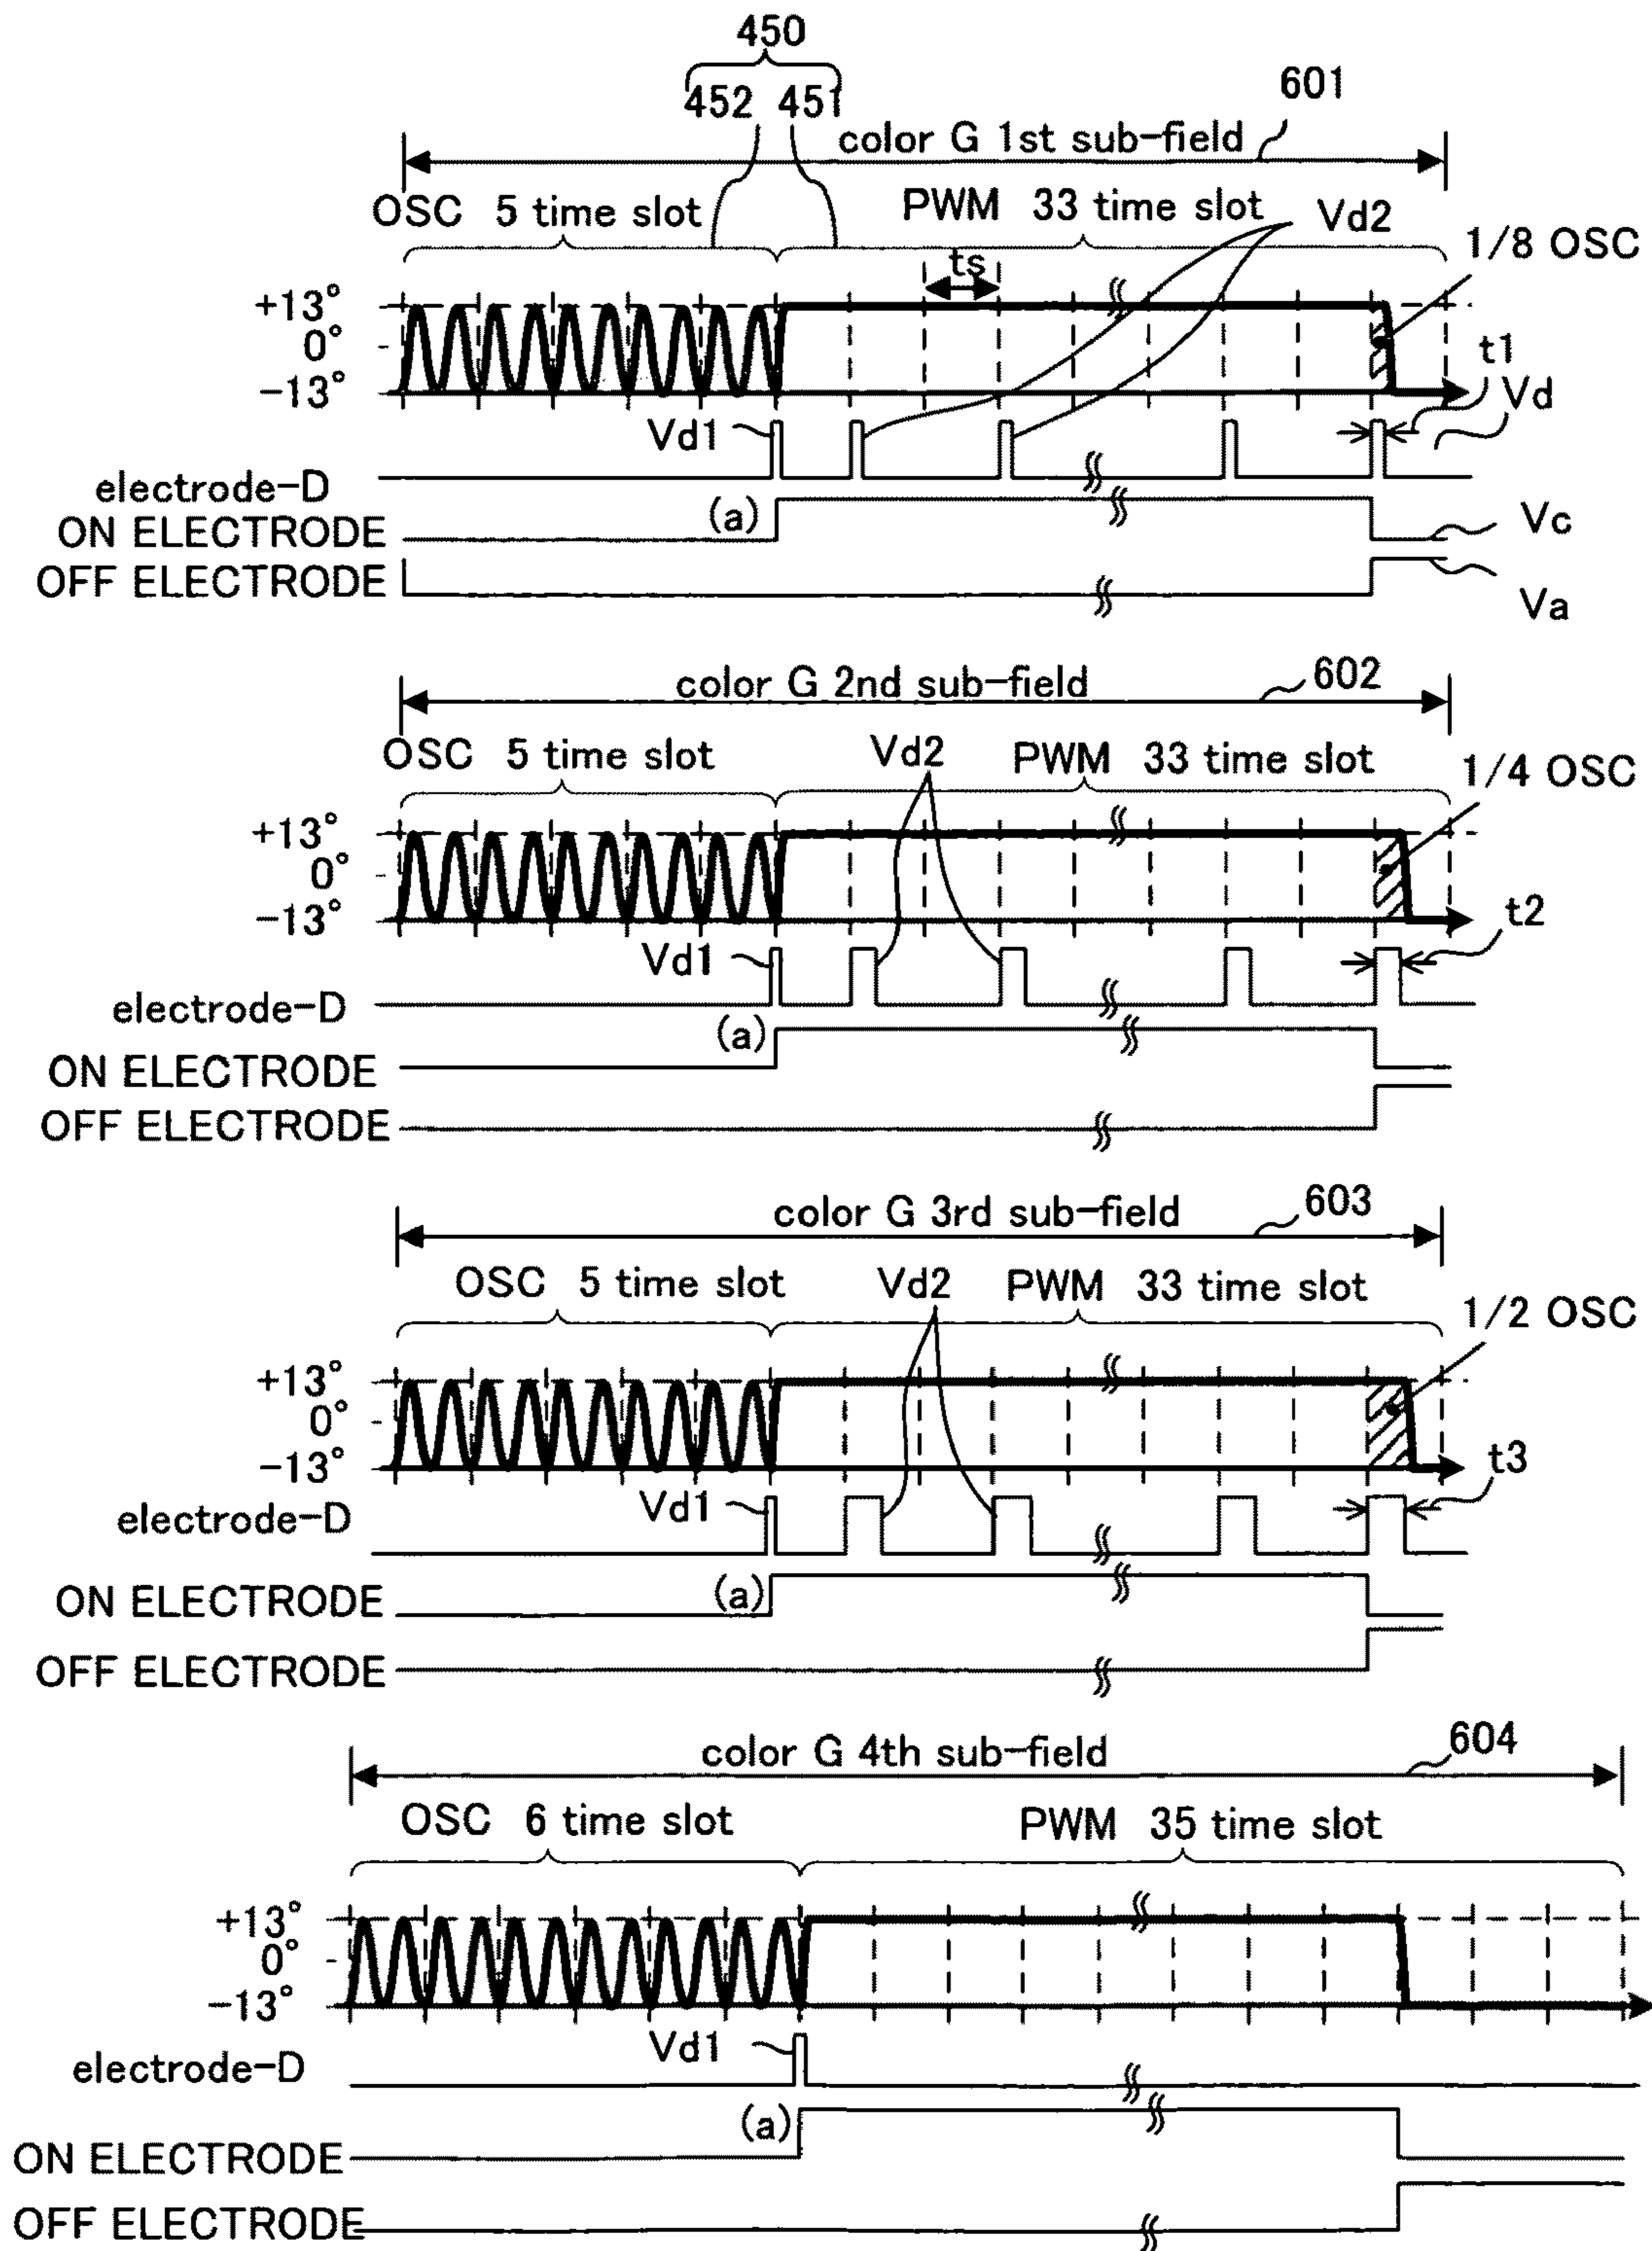 450
452 451
601
color G 1st sub-field
OSC 5 time slot
PWM 33 time slot
Vd2
1/8 OSC
ts
+13°
0°
-13°
t1
Vd
Vd1
electrode-D
(a)
ON ELECTRODE
Vc
OFF ELECTRODE
Va
color G 2nd sub-field
602
OSC 5 time slot
Vd2
PWM 33 time slot
1/4 OSC
+13°
0°
-13°
t2
Vd1
electrode-D
(a)
ON ELECTRODE
OFF ELECTRODE
color G 3rd sub-field
603
OSC 5 time slot
Vd2
PWM 33 time slot
1/2 OSC
+13°
0°
-13°
t3
Vd1
electrode-D
(a)
ON ELECTRODE
OFF ELECTRODE
color G 4th sub-field
604
OSC 6 time slot
PWM 35 time slot
+13°
0°
-13°
Vd1
electrode-D
(a)
ON ELECTRODE
OFF ELECTRODE